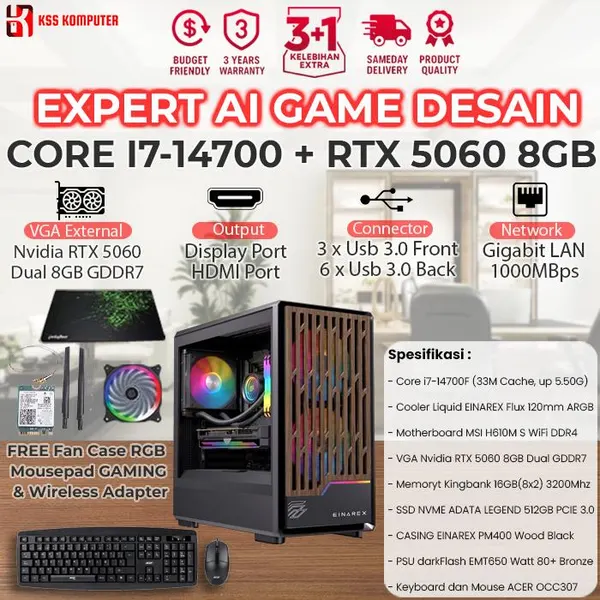 KSS KOMPUTER
BUDGET
FRIENDLY
3
3 YEARS
WARRANTY
3+1
KELEBIHAN
EXTRA
SAMEDAY
DELIVERY
PRODUCT
QUALITY
EXPERT AI GAME DESAIN
CORE I7-14700 + RTX 5060 8GB
VGA External
Nvidia RTX 5060
Dual 8GB GDDR7
Output
Display Port
HDMI Port
Connector
3 x Usb 3.0 Front
6 x Usb 3.0 Back
Network
Gigabit LAN
1000MBps
FREE Fan Case RGB
Mousepad GAMING
& Wireless Adapter
EINAREX
Spesifikasi :
- Core i7-14700F (33M Cache, up 5.50G)
- Cooler Liquid EINAREX Flux 120mm ARGB
- Motherboard MSI H610M S WiFi DDR4
- VGA Nvidia RTX 5060 8GB Dual GDDR7
- Memoryt Kingbank 16GB(8x2) 3200Mhz
- SSD NVME ADATA LEGEND 512GB PCIE 3.0
- CASING EINAREX PM400 Wood Black
- PSU darkFlash EMT650 Watt 80+ Bronze
- Keyboard dan Mouse ACER OCC307